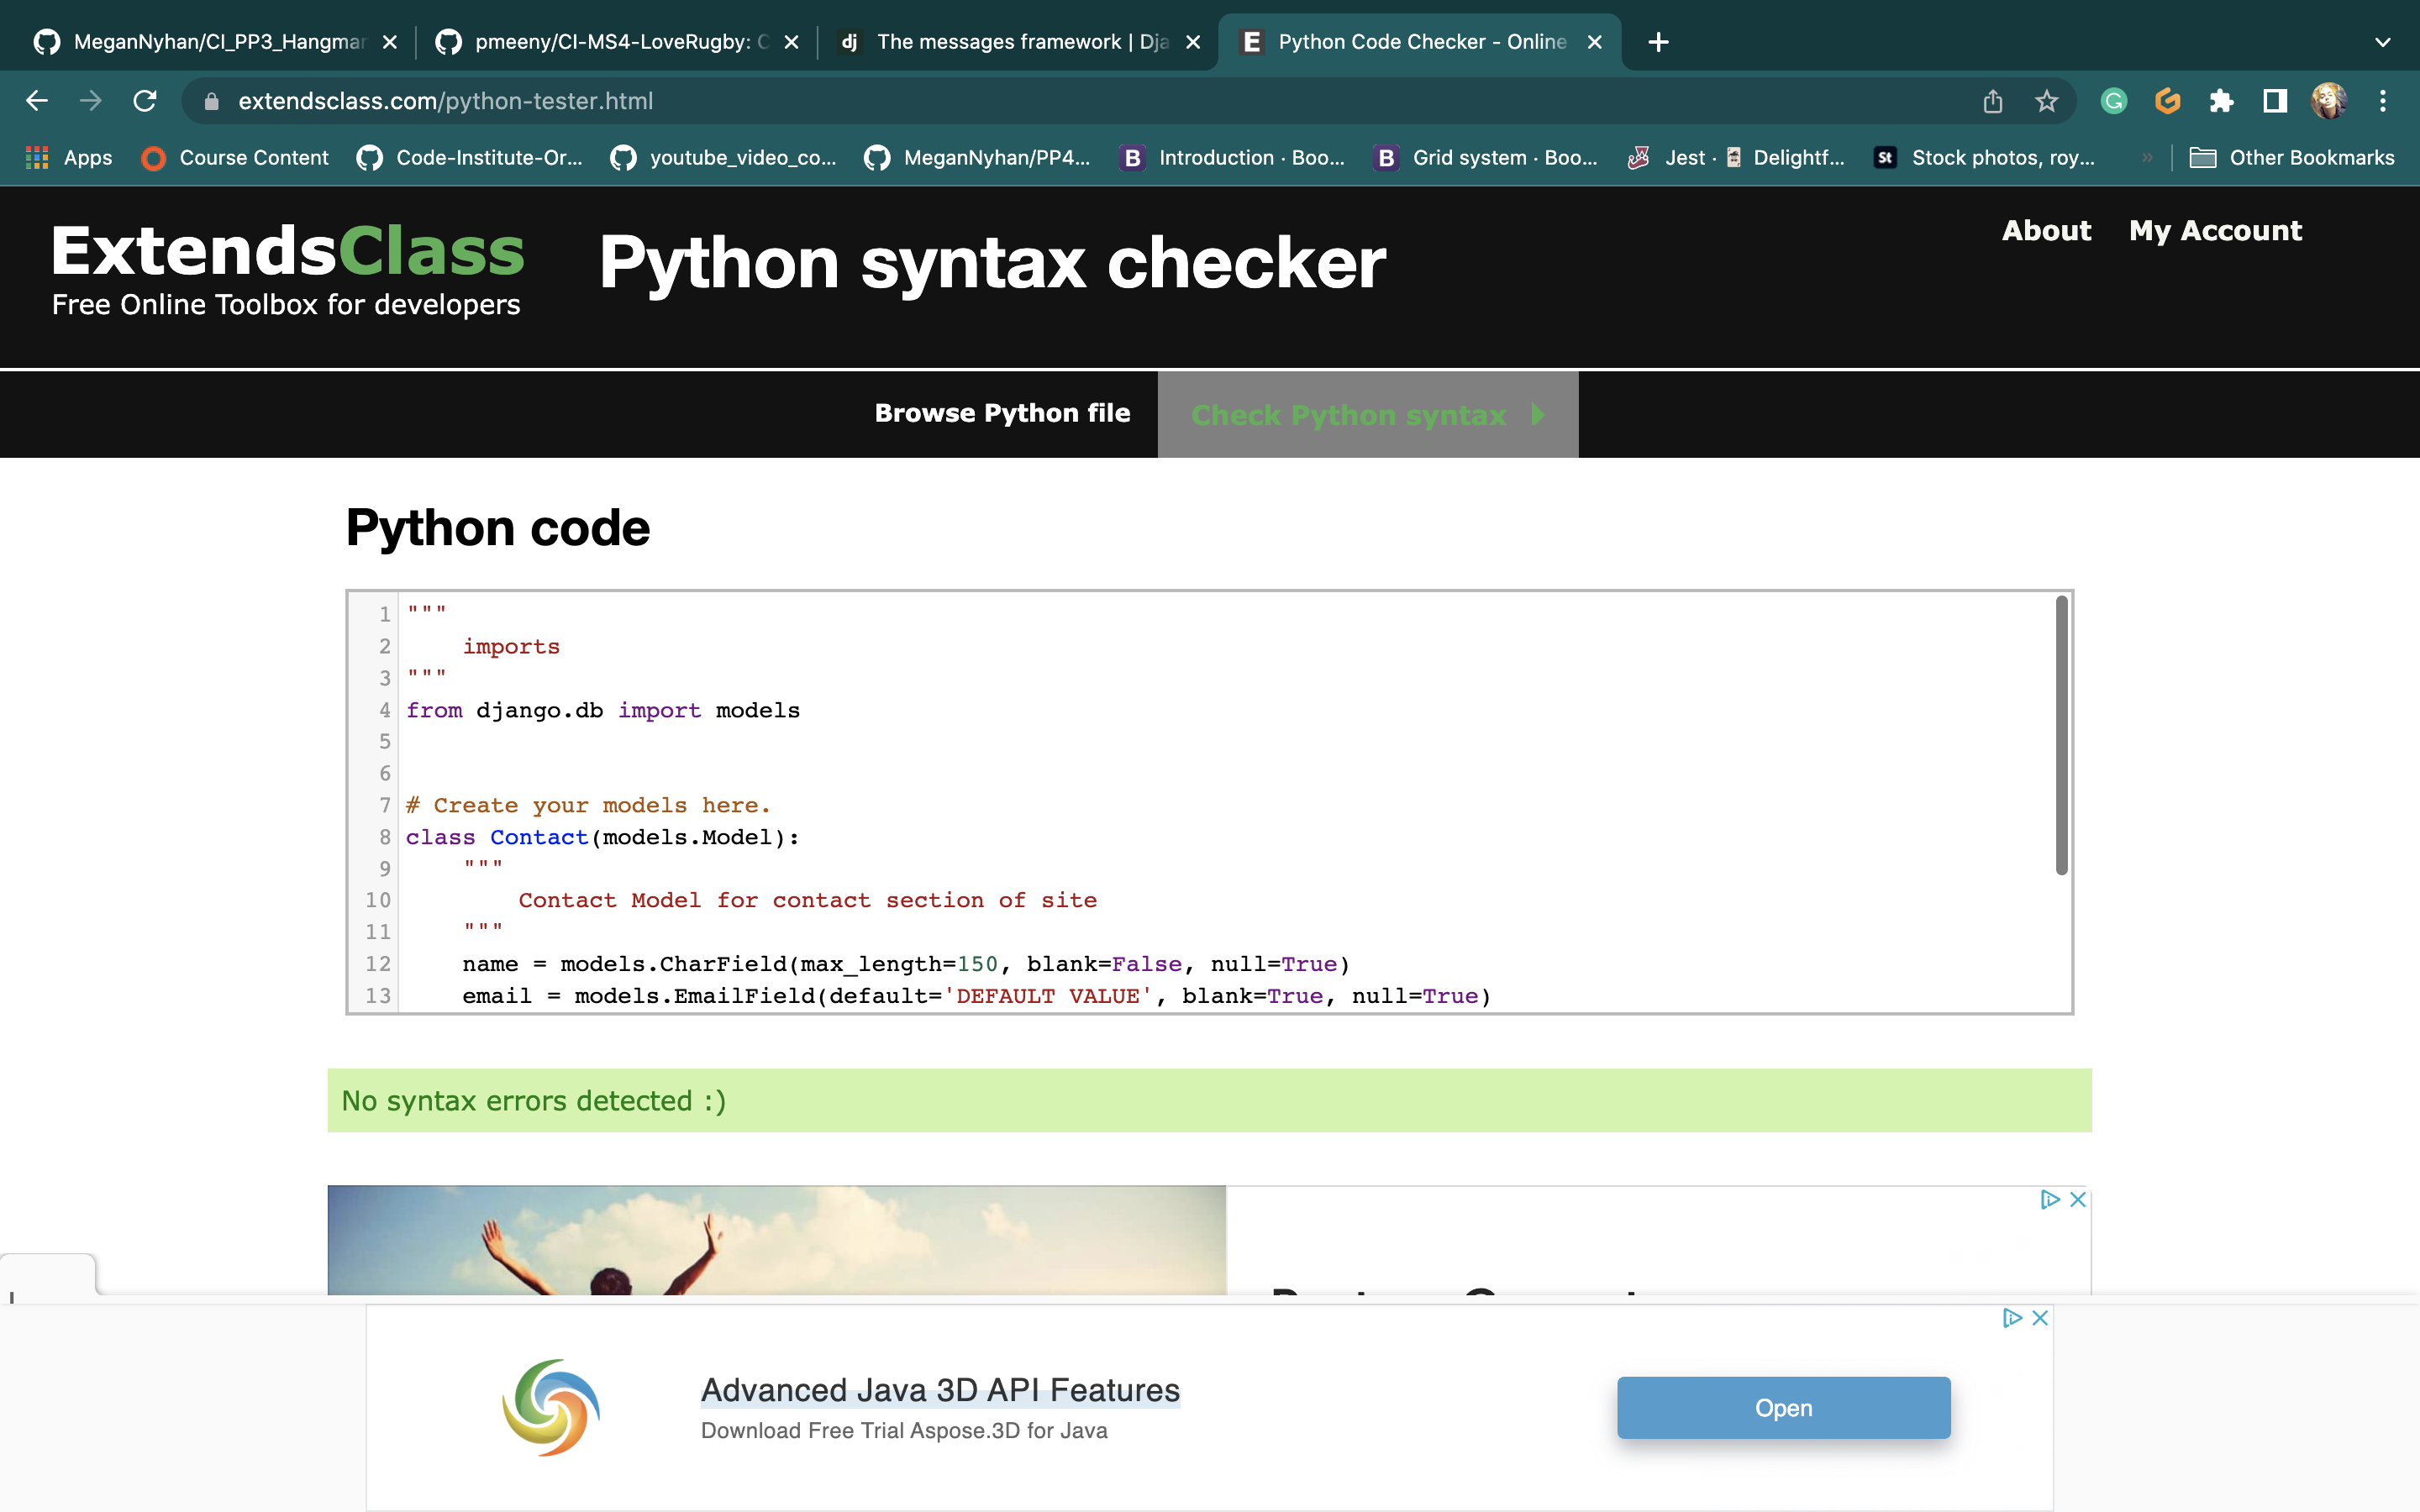 MeganNyhan/CI_PP3_Hangmar
pmeeny/CI-MS4-LoveRugby: C
dj The messages framework | Dja
E Python Code Checker - Online
extendsclass.com/python-tester.html
Apps
Course Content
Code-Institute-Or...
youtube_video_co...
MeganNyhan/PP4...
B Introduction · Boo...
B Grid system · Boo...
Jest · Delightf...
St Stock photos, roy...
»
Other Bookmarks
ExtendsClass
Free Online Toolbox for developers
Python syntax checker
About
My Account
Browse Python file
Check Python syntax
Python code
1 """
2     imports
3 """
4 from django.db import models
5
6
7 # Create your models here.
8 class Contact(models.Model):
9     """
10         Contact Model for contact section of site
11     """
12     name = models.CharField(max_length=150, blank=False, null=True)
13     email = models.EmailField(default='DEFAULT VALUE', blank=True, null=True)
No syntax errors detected :)
Advanced Java 3D API Features
Download Free Trial Aspose.3D for Java
Open